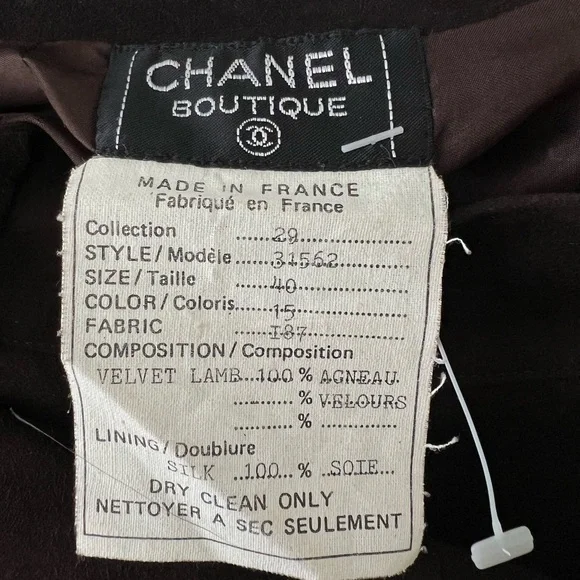 CHANEL
BOUTIQUE
MADE IN FRANCE
Fabriqué en France
Collection ..........29..........
STYLE/Modèle ..........31562..........
SIZE/Taille ..........40..........
COLOR/Coloris..........15..........
FABRIC ..........I87..........
COMPOSITION/Composition
VELVET LAMB 100 % AGNEAU
.......... % VELOURS
.......... % ..........
LINING/Doublure
SILK 100 % SOIE
DRY CLEAN ONLY
NETTOYER A SEC SEULEMENT